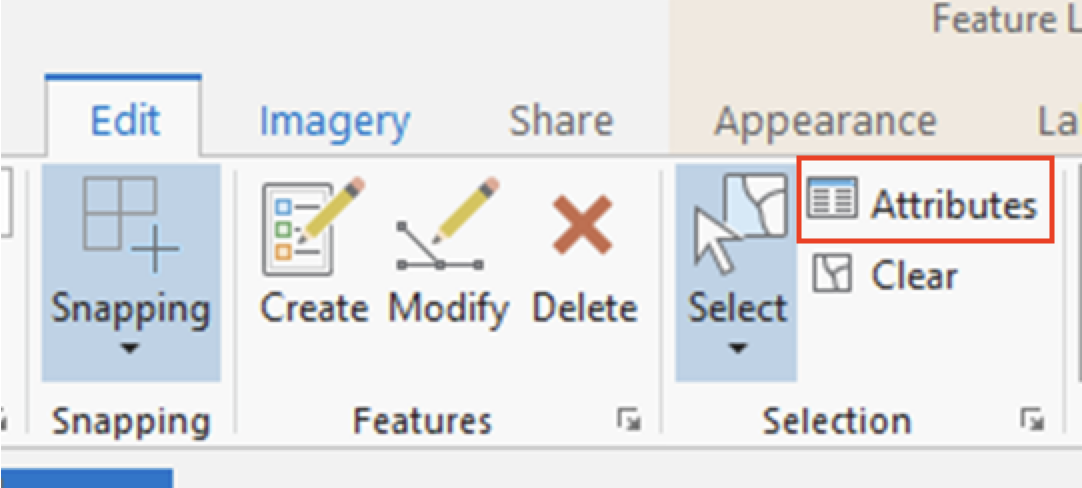 Feature L
Edit Imagery Share Appearance La
Snapping Create Modify Delete Select Attributes
Clear
Snapping Features Selection